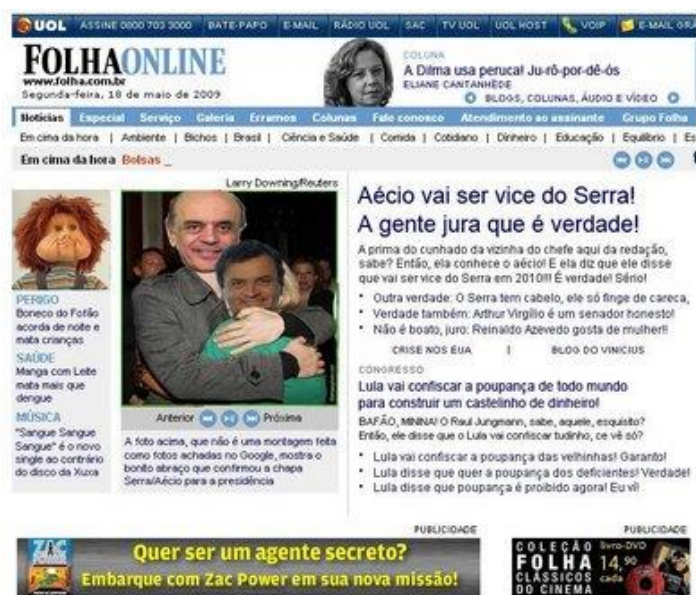 UOL ASSINE 0800 703 3000 BATE-PAPO E-MAIL RÁDIO UOL SAC TV UOL UOL HOST VOIP E-MAIL GR
FOLHAONLINE
www.folha.com.br
Segunda-feira, 18 de maio de 2009
COLUNA
A Dilma usa peruca! Ju-rô-por-dê-ós
ELIANE CANTANHÊDE
BLOGS, COLUNAS, ÁUDIO E VÍDEO
Notícias Especial Serviço Galeria Erramos Colunas Fale conosco Atendimento ao assinante Grupo Folha
Em cima da hora | Ambiente | Bichos | Brasil | Ciência e Saúde | Comida | Cotidiano | Dinheiro | Educação | Equilíbrio | Es
Em cima da hora Bolsas _
Larry Downing/Reuters
PERIGO
Boneco do Fofão
acorda de noite e
mata crianças
SAÚDE
Manga com Leite
mata mais que
dengue
MÚSICA
"Sangue Sangue
Sangue" é o novo
single ao contrário
do disco da Xuxa
Anterior Próxima
A foto acima, que não é uma montagem feita
como fotos achadas no Google, mostra o
bonito abraço que confirmou a chapa
Serra/Aécio para a presidência
Aécio vai ser vice do Serra!
A gente jura que é verdade!
A prima do cunhado da vizinha do chefe aqui da redação,
sabe? Então, ela conhece o aécio! E ela diz que ele disse
que vai ser vice do Serra em 2010!!! É verdade! Sério!
• Outra verdade: O Serra tem cabelo, ele só finge de careca,
• Verdade também: Arthur Virgílio é um senador honesto!
• Não é boato, juro: Reinaldo Azevedo gosta de mulher!!
CRISE NOS EUA | BLOG DO VINICIUS
CONGRESSO
Lula vai confiscar a poupança de todo mundo
para construir um castelinho de dinheiro!
BAFÃO, MININA! O Raul Jungmann, sabe, aquele, esquisito?
Então, ele disse que o Lula vai confiscar tudinho, ce vê só?
• Lula vai confiscar a poupança das velhinhas! Garanto!
• Lula disse que quer a poupança dos deficientes! Verdade!
• Lula disse que poupança é proibido agora! Eu vi!
PUBLICIDADE
ZAC POWER
Quer ser um agente secreto?
Embarque com Zac Power em sua nova missão!
PUBLICIDADE
COLEÇÃO
FOLHA
CLÁSSICOS
DO CINEMA
livro-DVD
14,90
cada